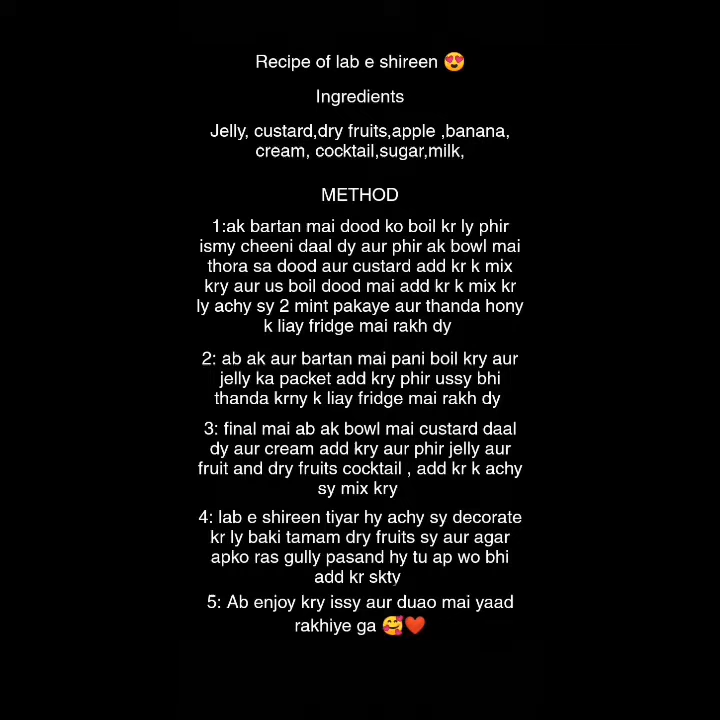 Recipe of lab e shireen 😍
Ingredients
Jelly, custard,dry fruits,apple ,banana,
cream, cocktail,sugar,milk,
METHOD
1:ak bartan mai dood ko boil kr ly phir
ismy cheeni daal dy aur phir ak bowl mai
thora sa dood aur custard add kr k mix
kry aur us boil dood mai add kr k mix kr
ly achy sy 2 mint pakaye aur thanda hony
k liay fridge mai rakh dy
2: ab ak aur bartan mai pani boil kry aur
jelly ka packet add kry phir ussy bhi
thanda krny k liay fridge mai rakh dy
3: final mai ab ak bowl mai custard daal
dy aur cream add kry aur phir jelly aur
fruit and dry fruits cocktail , add kr k achy
sy mix kry
4: lab e shireen tiyar hy achy sy decorate
kr ly baki tamam dry fruits sy aur agar
apko ras gully pasand hy tu ap wo bhi
add kr skty
5: Ab enjoy kry issy aur duao mai yaad
rakhiye ga 🥰❤️